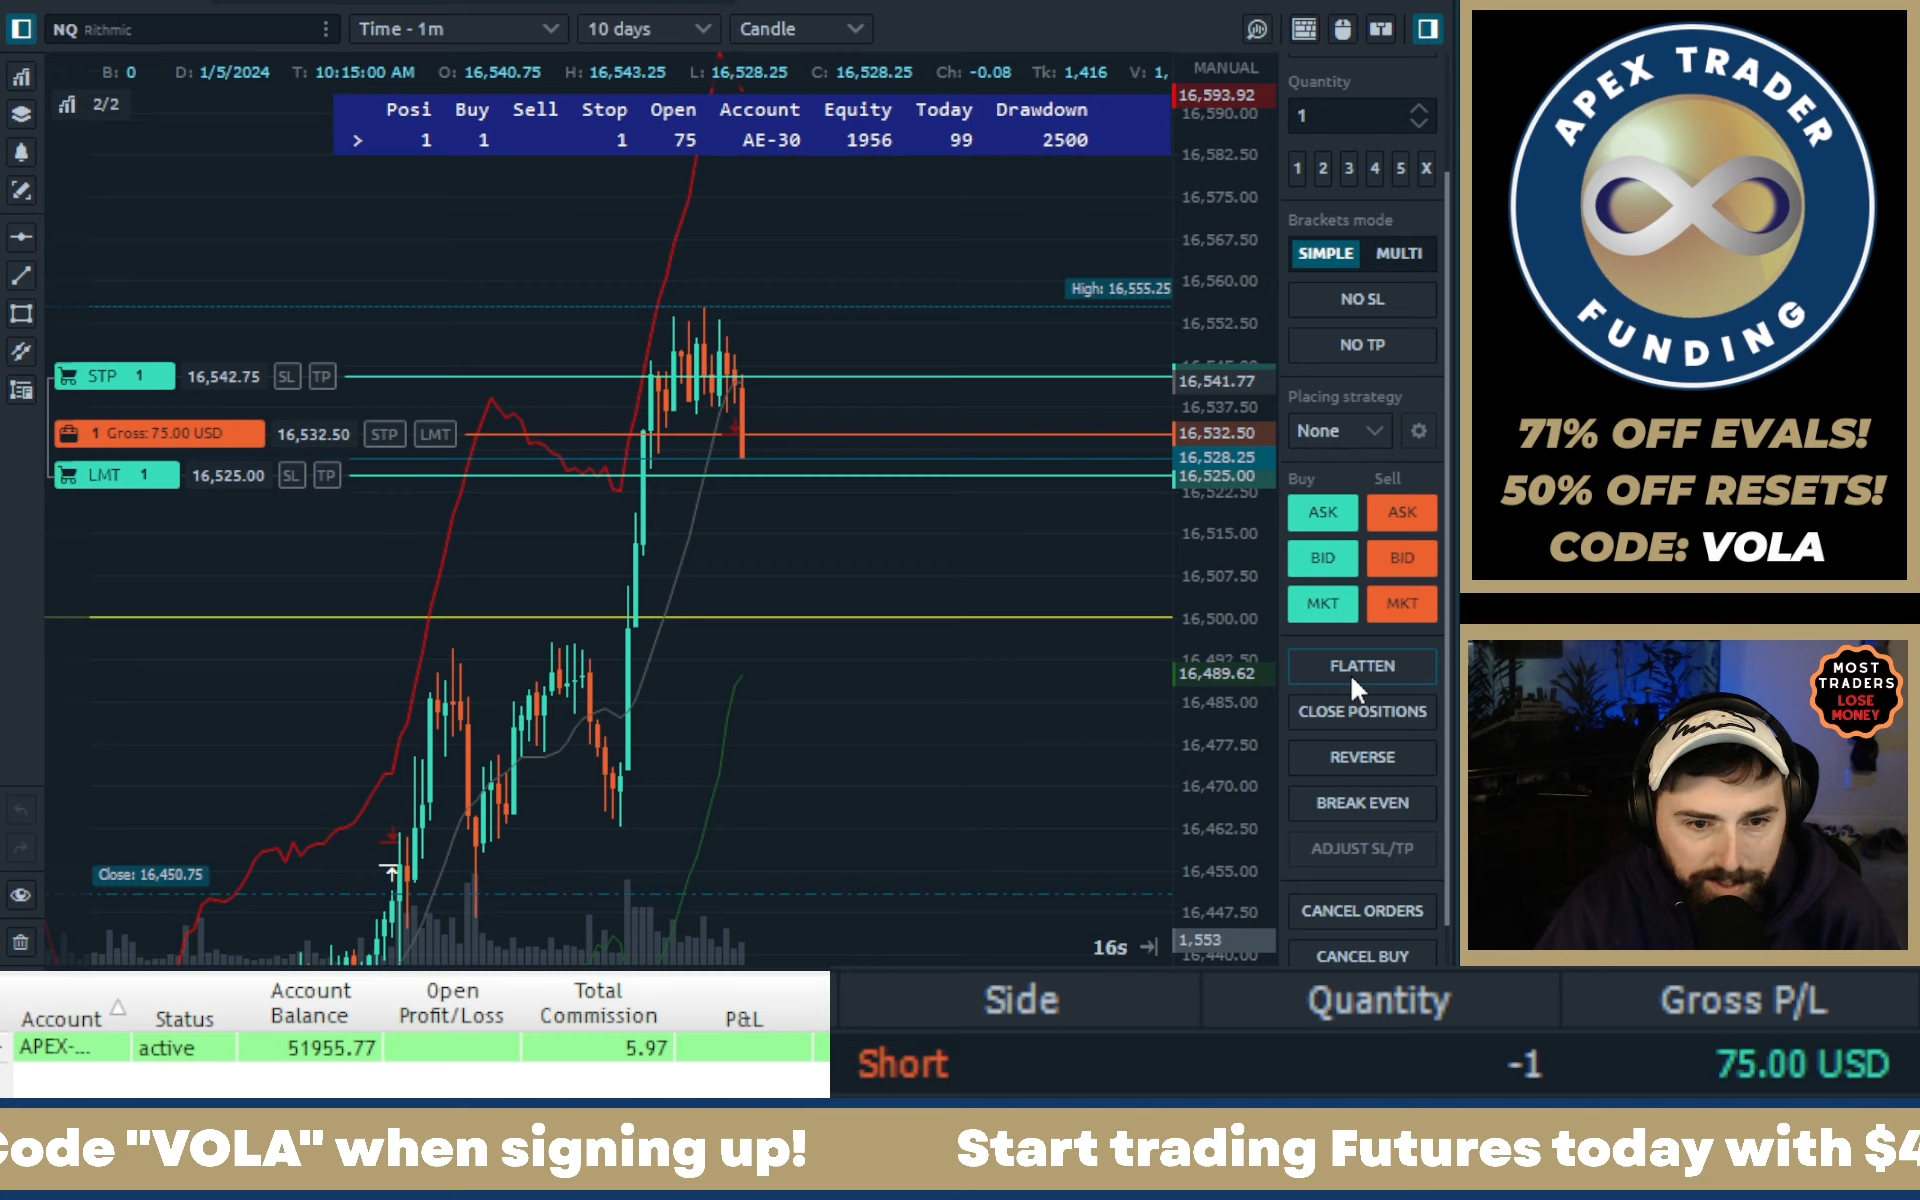 NQ Rithmic
Time - 1m
10 days
Candle
B: 0 D: 1/5/2024 T: 10:15:00 AM O: 16,540.75 H: 16,543.25 L: 16,528.25 C: 16,528.25 Ch: -0.08 Tk: 1,416 V: 1,
2/2
Posi Buy Sell Stop Open Account Equity Today Drawdown
> 1 1 1 75 AE-30 1956 99 2500
High: 16,555.25
STP 1 16,542.75 SL TP
1 Gross: 75.00 USD 16,532.50 STP LMT
LMT 1 16,525.00 SL TP
Close: 16,450.75
16s
MANUAL
16,593.92
16,590.00
16,582.50
16,575.00
16,567.50
16,560.00
16,552.50
16,541.77
16,537.50
16,532.50
16,528.25
16,525.00
16,522.50
16,515.00
16,507.50
16,500.00
16,492.50
16,489.62
16,485.00
16,477.50
16,470.00
16,462.50
16,455.00
16,447.50
1,553
16,440.00
Quantity
1
1 2 3 4 5 X
Brackets mode
SIMPLE MULTI
NO SL
NO TP
Placing strategy
None
Buy Sell
ASK ASK
BID BID
MKT MKT
FLATTEN
CLOSE POSITIONS
REVERSE
BREAK EVEN
ADJUST SL/TP
CANCEL ORDERS
CANCEL BUY
APEX TRADER
FUNDING
71% OFF EVALS!
50% OFF RESETS!
CODE: VOLA
MOST
TRADERS
LOSE
MONEY
Account Status Account Balance Open Profit/Loss Total Commission P&L
APEX-... active 51955.77 5.97
Side Quantity Gross P/L
Short -1 75.00 USD
Code "VOLA" when signing up! Start trading Futures today with $4